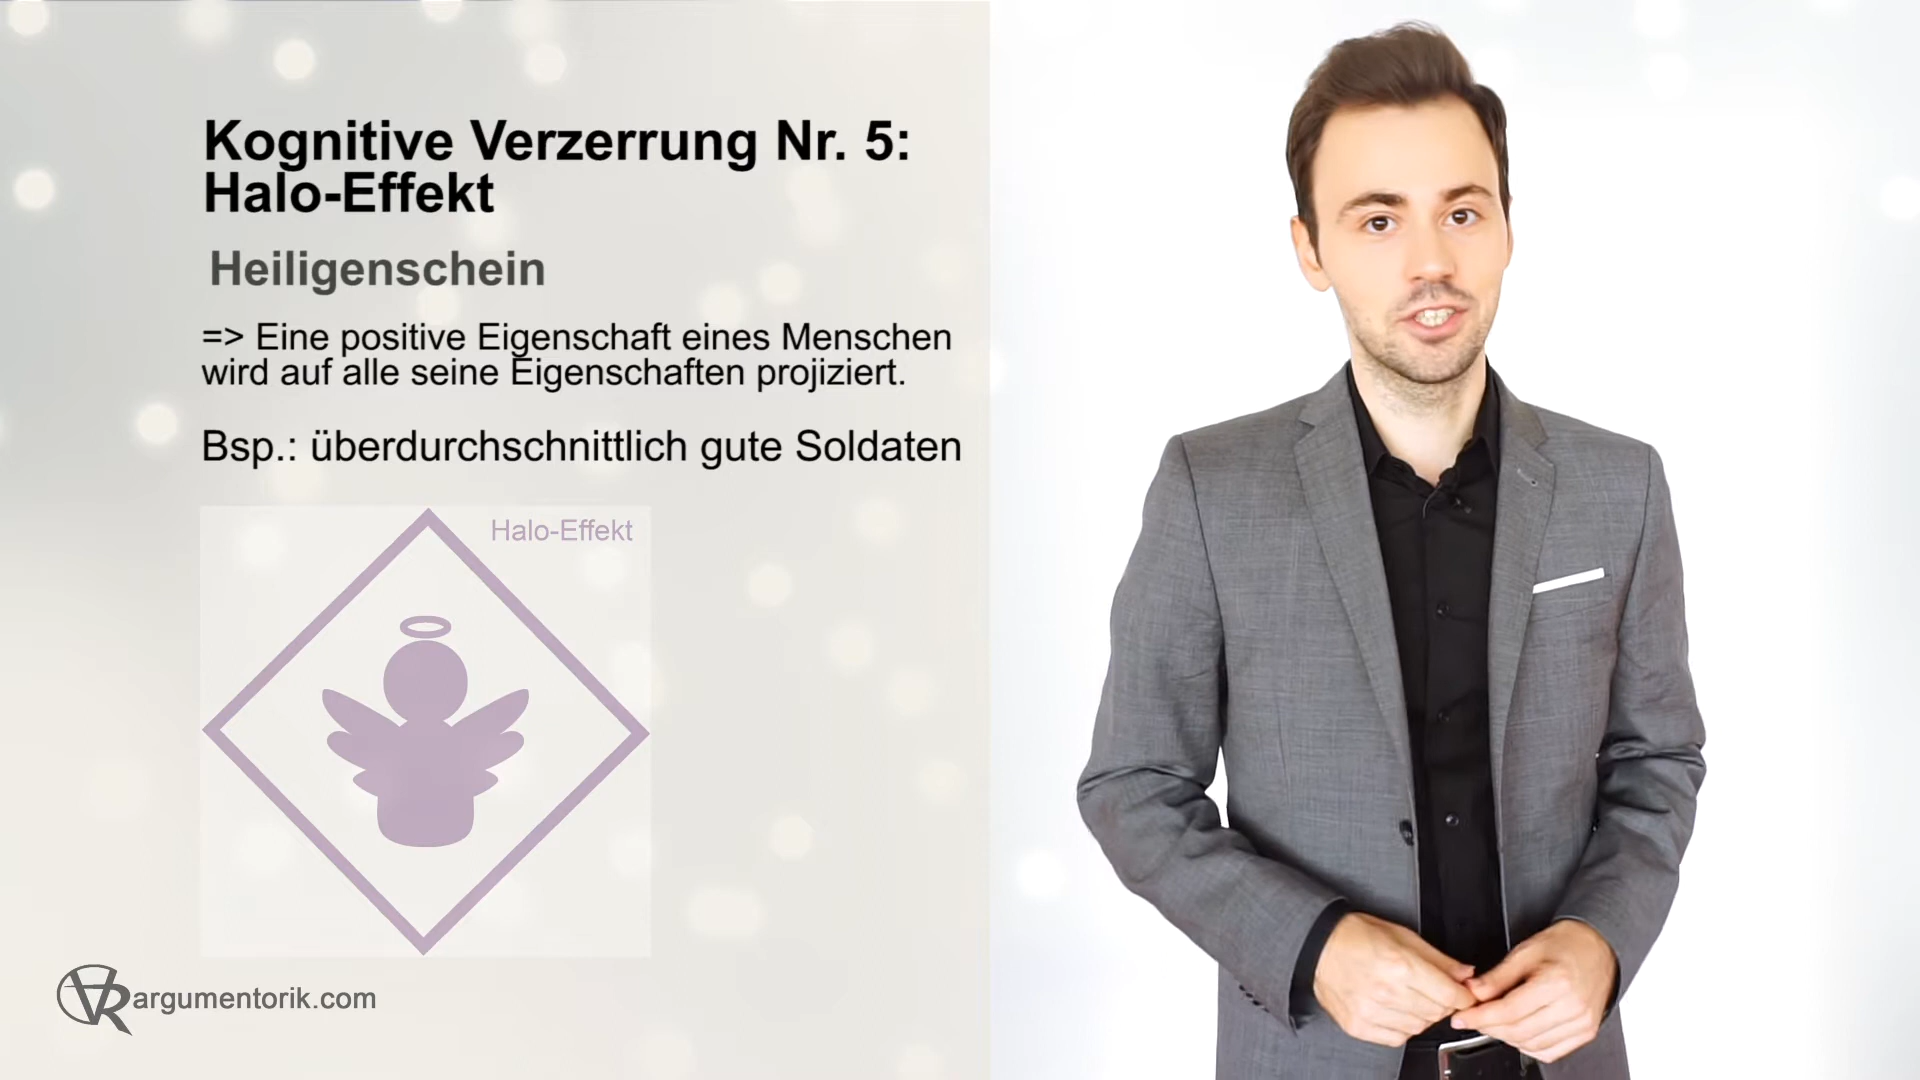 Kognitive Verzerrung Nr. 5:
Halo-Effekt
Heiligenschein
=> Eine positive Eigenschaft eines Menschen
wird auf alle seine Eigenschaften projiziert.
Bsp.: überdurchschnittlich gute Soldaten
Halo-Effekt
argumentorik.com